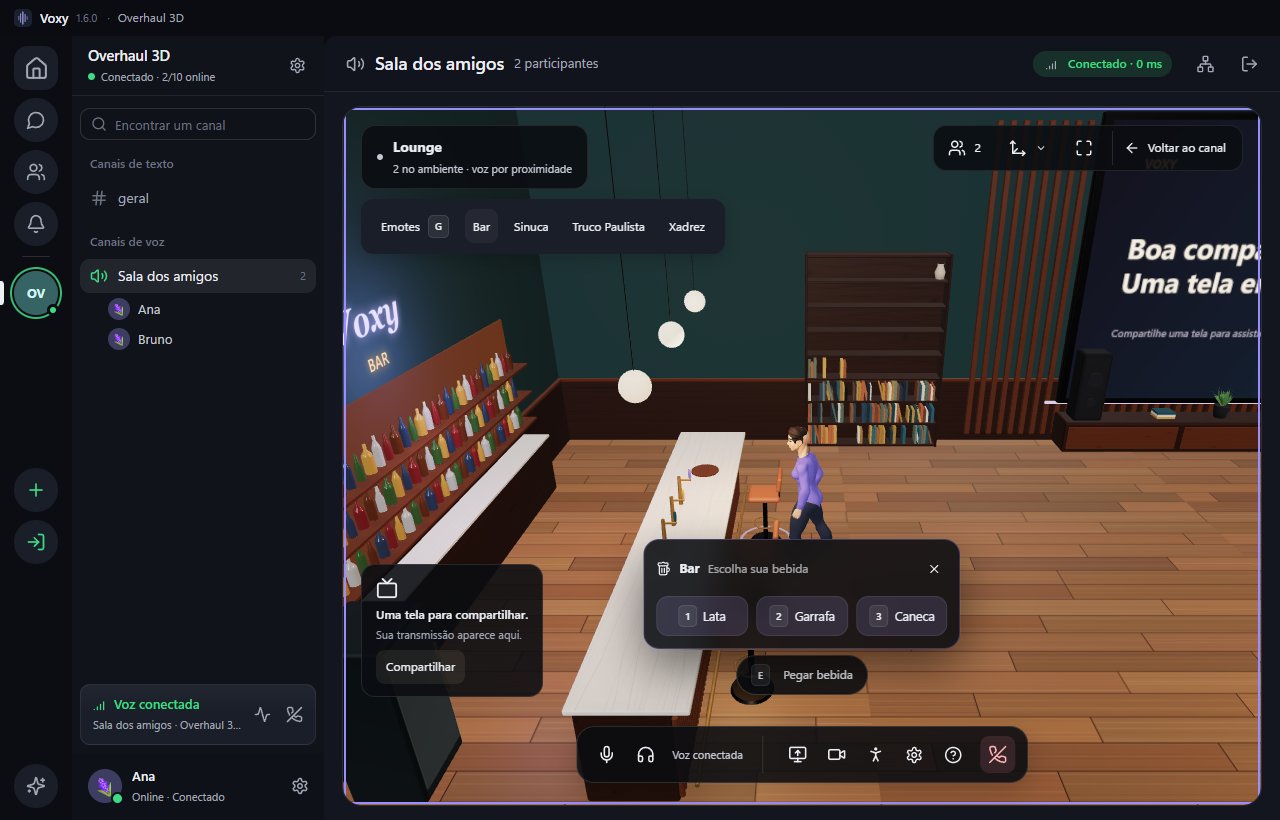 Voxy 1.6.0 · Overhaul 3D
Overhaul 3D
Conectado · 2/10 online
Encontrar um canal
Canais de texto
# geral
Canais de voz
Sala dos amigos 2
Ana
Bruno
OV
Voz conectada
Sala dos amigos · Overhaul 3...
Ana
Online · Conectado
Sala dos amigos 2 participantes
Conectado · 0 ms
Lounge
2 no ambiente · voz por proximidade
2
Voltar ao canal
VOXY
Emotes G Bar Sinuca Truco Paulista Xadrez
Boa compa
Uma tela e
Compartilhe uma tela para assist
Voxy
BAR
Uma tela para compartilhar.
Sua transmissão aparece aqui.
Compartilhar
Bar Escolha sua bebida
1 Lata 2 Garrafa 3 Caneca
E Pegar bebida
Voz conectada